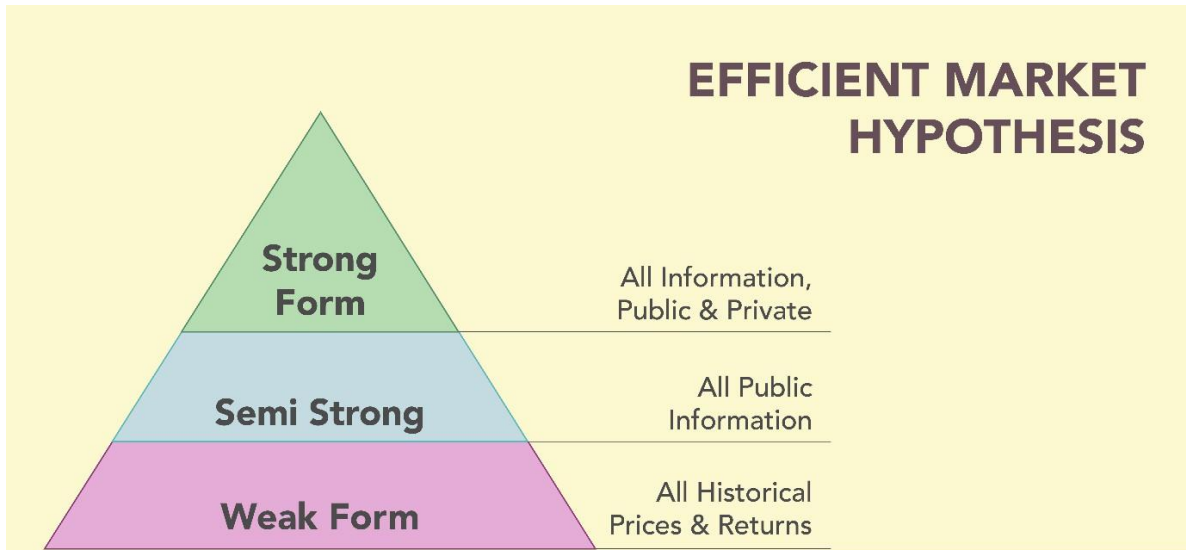 EFFICIENT MARKET
HYPOTHESIS
Strong
Form
All Information,
Public & Private
Semi Strong
All Public
Information
Weak Form
All Historical
Prices & Returns